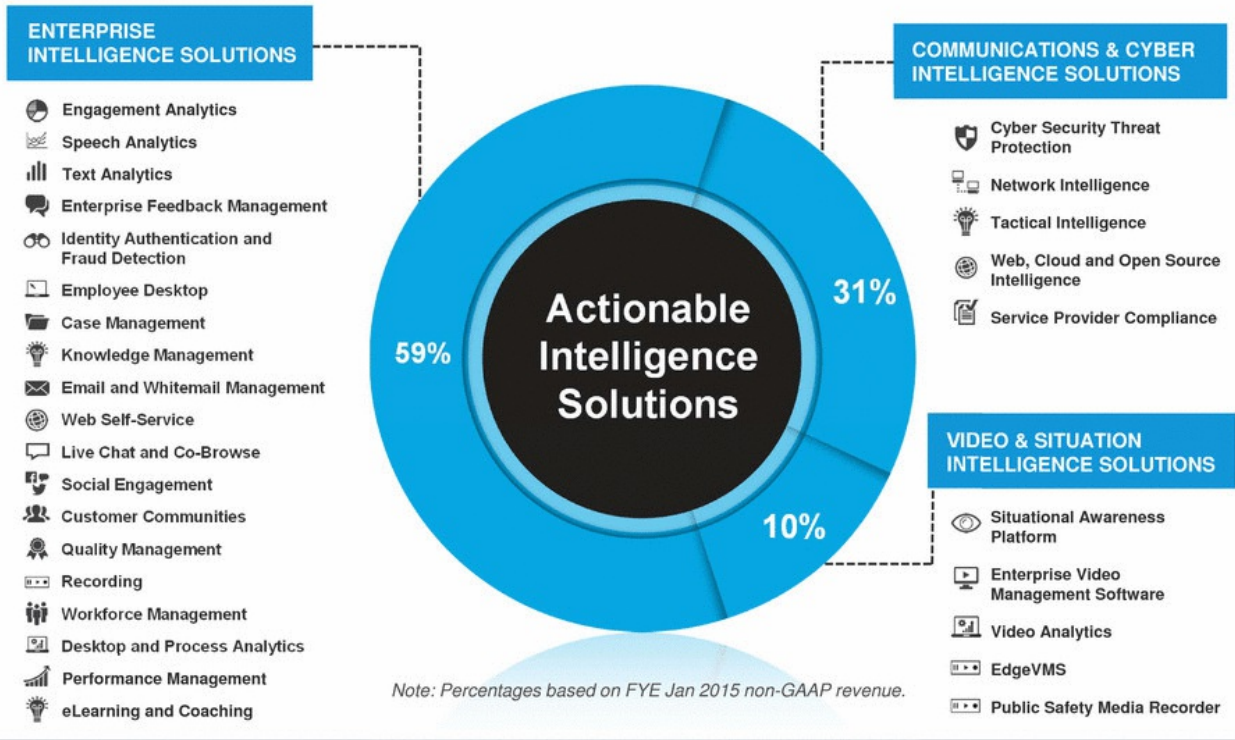 ENTERPRISE
INTELLIGENCE SOLUTIONS
Engagement Analytics
Speech Analytics
Text Analytics
Enterprise Feedback Management
Identity Authentication and
Fraud Detection
Employee Desktop
Case Management
Knowledge Management
Email and Whitemail Management
Web Self-Service
Live Chat and Co-Browse
Social Engagement
Customer Communities
Quality Management
Recording
Workforce Management
Desktop and Process Analytics
Performance Management
eLearning and Coaching
59%
Actionable
Intelligence
Solutions
31%
10%
Note: Percentages based on FYE Jan 2015 non-GAAP revenue.
COMMUNICATIONS & CYBER
INTELLIGENCE SOLUTIONS
Cyber Security Threat
Protection
Network Intelligence
Tactical Intelligence
Web, Cloud and Open Source
Intelligence
Service Provider Compliance
VIDEO & SITUATION
INTELLIGENCE SOLUTIONS
Situational Awareness
Platform
Enterprise Video
Management Software
Video Analytics
EdgeVMS
Public Safety Media Recorder